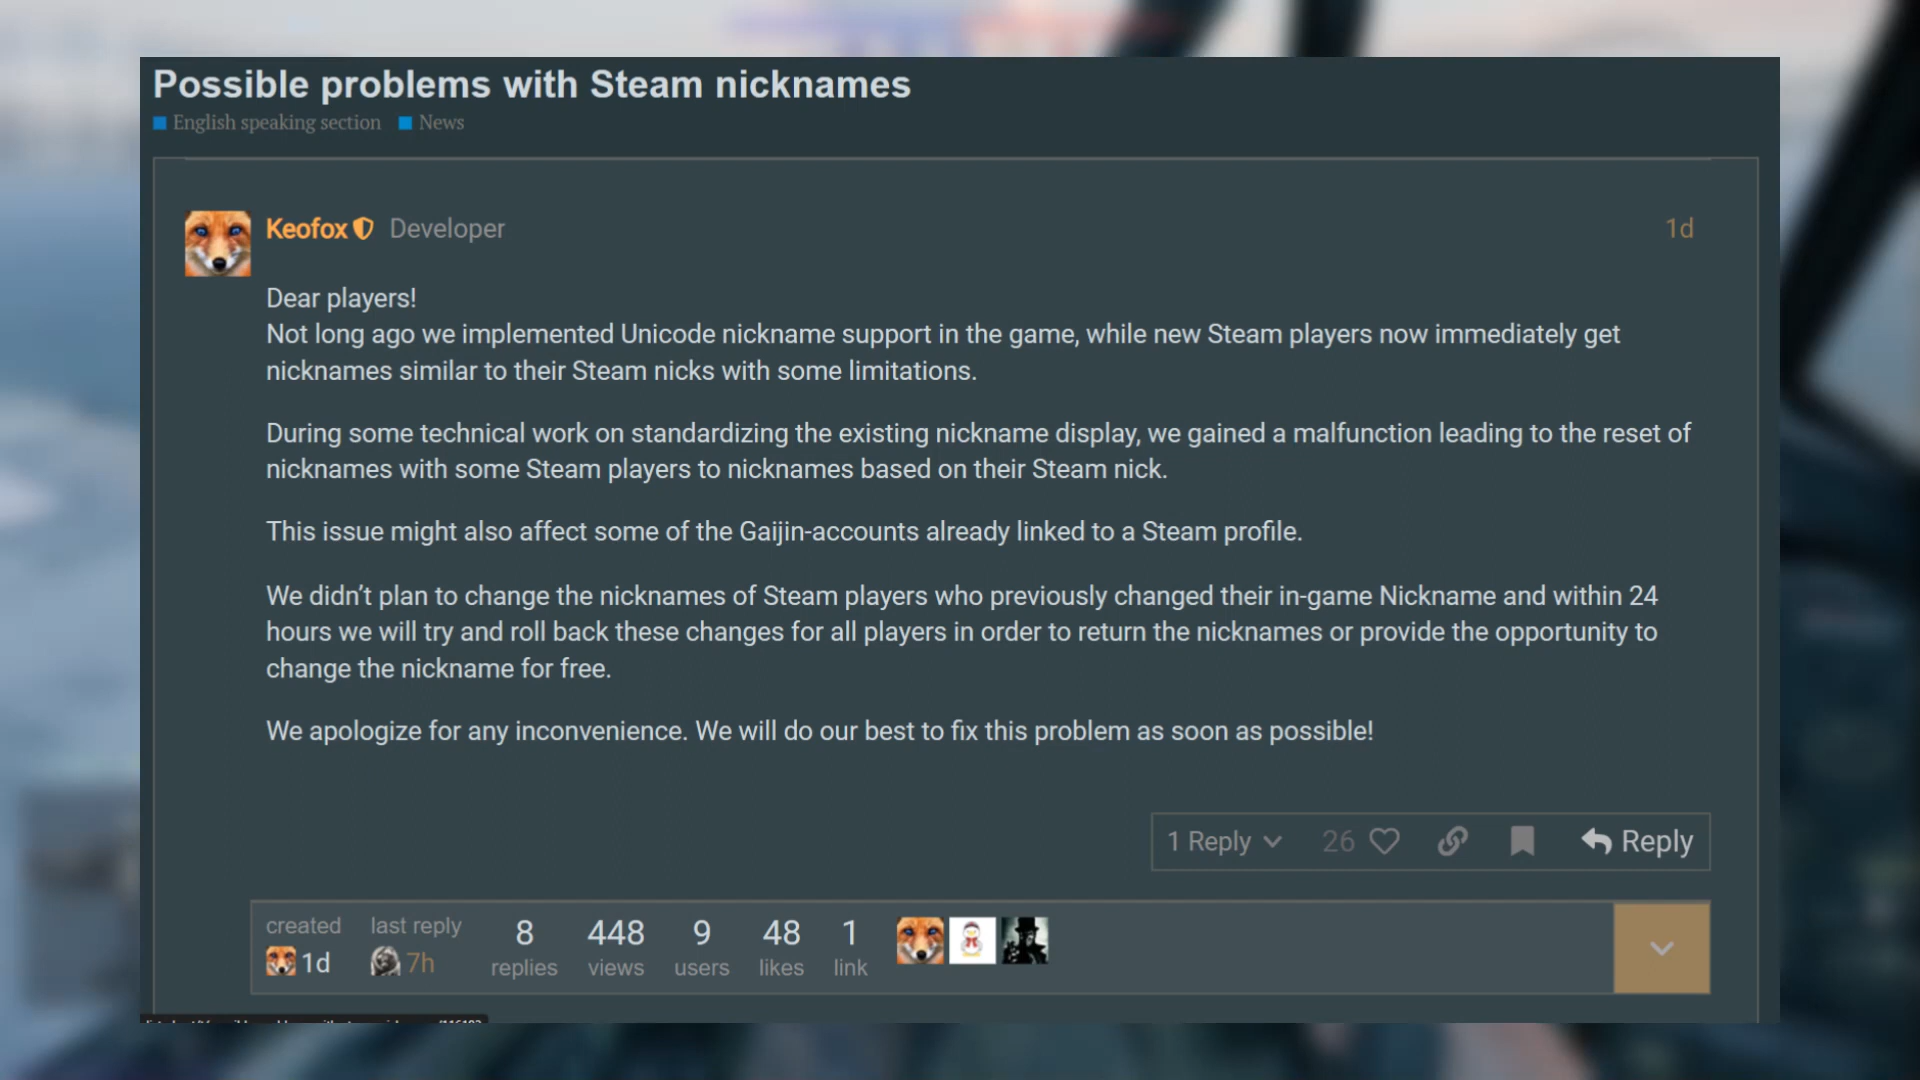 Possible problems with Steam nicknames
English speaking section News
Keofox Developer 1d
Dear players!
Not long ago we implemented Unicode nickname support in the game, while new Steam players now immediately get
nicknames similar to their Steam nicks with some limitations.
During some technical work on standardizing the existing nickname display, we gained a malfunction leading to the reset of
nicknames with some Steam players to nicknames based on their Steam nick.
This issue might also affect some of the Gaijin-accounts already linked to a Steam profile.
We didn’t plan to change the nicknames of Steam players who previously changed their in-game Nickname and within 24
hours we will try and roll back these changes for all players in order to return the nicknames or provide the opportunity to
change the nickname for free.
We apologize for any inconvenience. We will do our best to fix this problem as soon as possible!
1 Reply 26 Reply
created last reply 8 448 9 48 1
1d 7h replies views users likes link